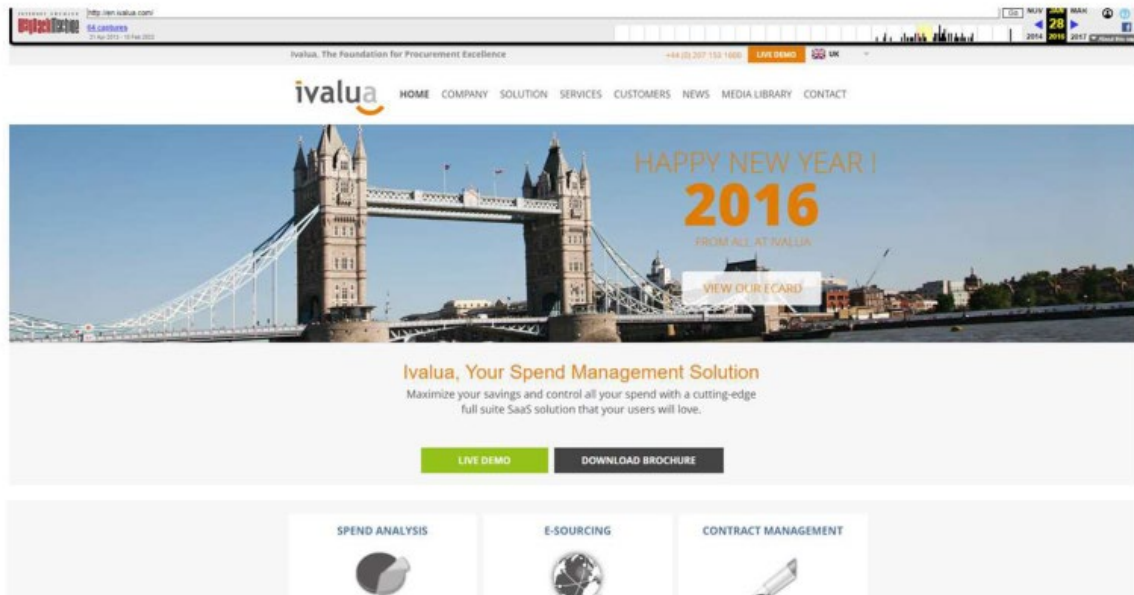 INTERNET ARCHIVE
WayBackMachine
http://en.ivalua.com/
Go
NOV JAN MAR
64 captures
28
2014 2016 2017
Ivalua, The Foundation for Procurement Excellence
LIVE DEMO
UK
ivalua
HOME COMPANY SOLUTION SERVICES CUSTOMERS NEWS MEDIA LIBRARY CONTACT
HAPPY NEW YEAR !
2016
FROM ALL AT IVALUA
VIEW OUR ECARD
Ivalua, Your Spend Management Solution
Maximize your savings and control all your spend with a cutting-edge
full suite SaaS solution that your users will love.
LIVE DEMO DOWNLOAD BROCHURE
SPEND ANALYSIS E-SOURCING CONTRACT MANAGEMENT